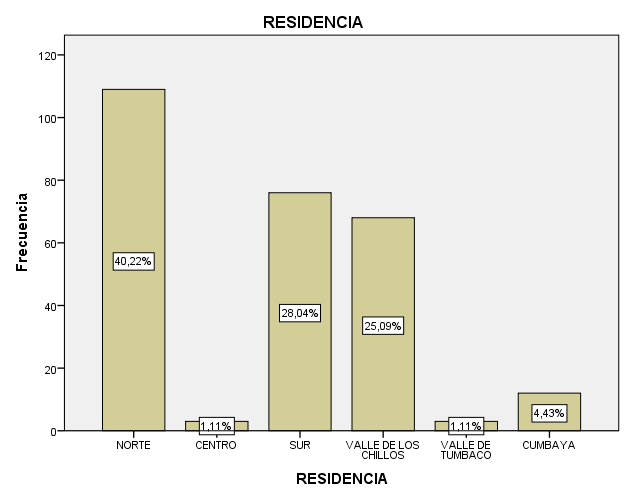 RESIDENCIA
120
100
80
60
40
20
0
Frecuencia
40,22%
1,11%
28,04%
25,09%
1,11%
4,43%
NORTE
CENTRO
SUR
VALLE DE LOS
CHILLOS
VALLE DE
TUMBACO
CUMBAYA
RESIDENCIA